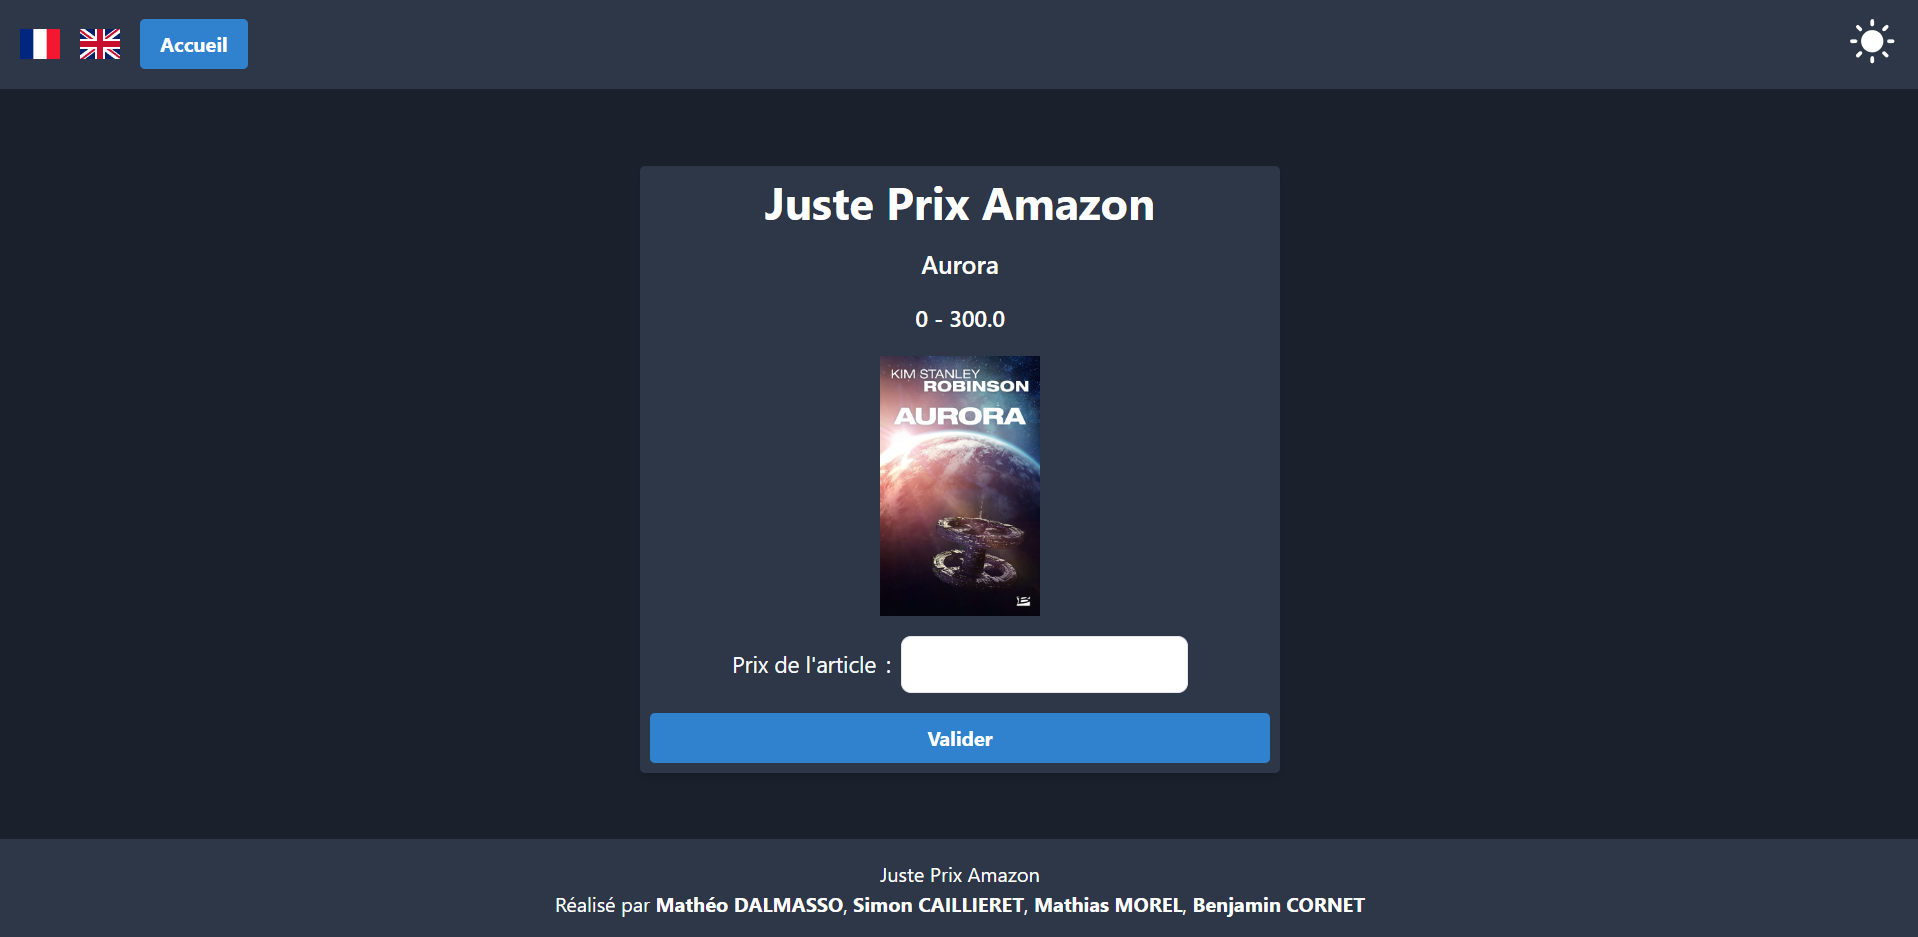 Accueil
Juste Prix Amazon
Aurora
0 - 300.0
KIM STANLEY
ROBINSON
AURORA
Prix de l'article :
Valider
Juste Prix Amazon
Réalisé par Mathéo DALMASSO, Simon CAILLIERET, Mathias MOREL, Benjamin CORNET